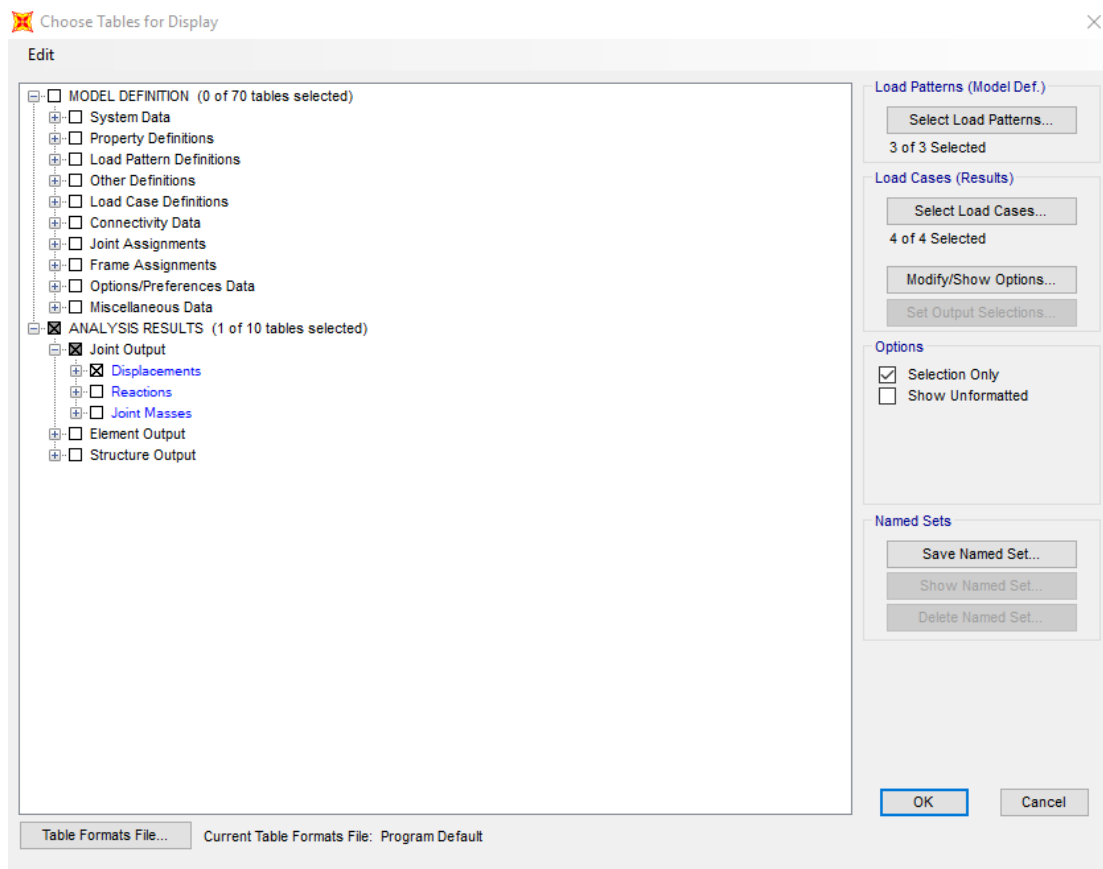 Choose Tables for Display
Edit
MODEL DEFINITION (0 of 70 tables selected)
System Data
Property Definitions
Load Pattern Definitions
Other Definitions
Load Case Definitions
Connectivity Data
Joint Assignments
Frame Assignments
Options/Preferences Data
Miscellaneous Data
ANALYSIS RESULTS (1 of 10 tables selected)
Joint Output
Displacements
Reactions
Joint Masses
Element Output
Structure Output
Load Patterns (Model Def.)
Select Load Patterns...
3 of 3 Selected
Load Cases (Results)
Select Load Cases...
4 of 4 Selected
Modify/Show Options...
Set Output Selections...
Options
Selection Only
Show Unformatted
Named Sets
Save Named Set...
Show Named Set...
Delete Named Set...
OK Cancel
Table Formats File... Current Table Formats File: Program Default